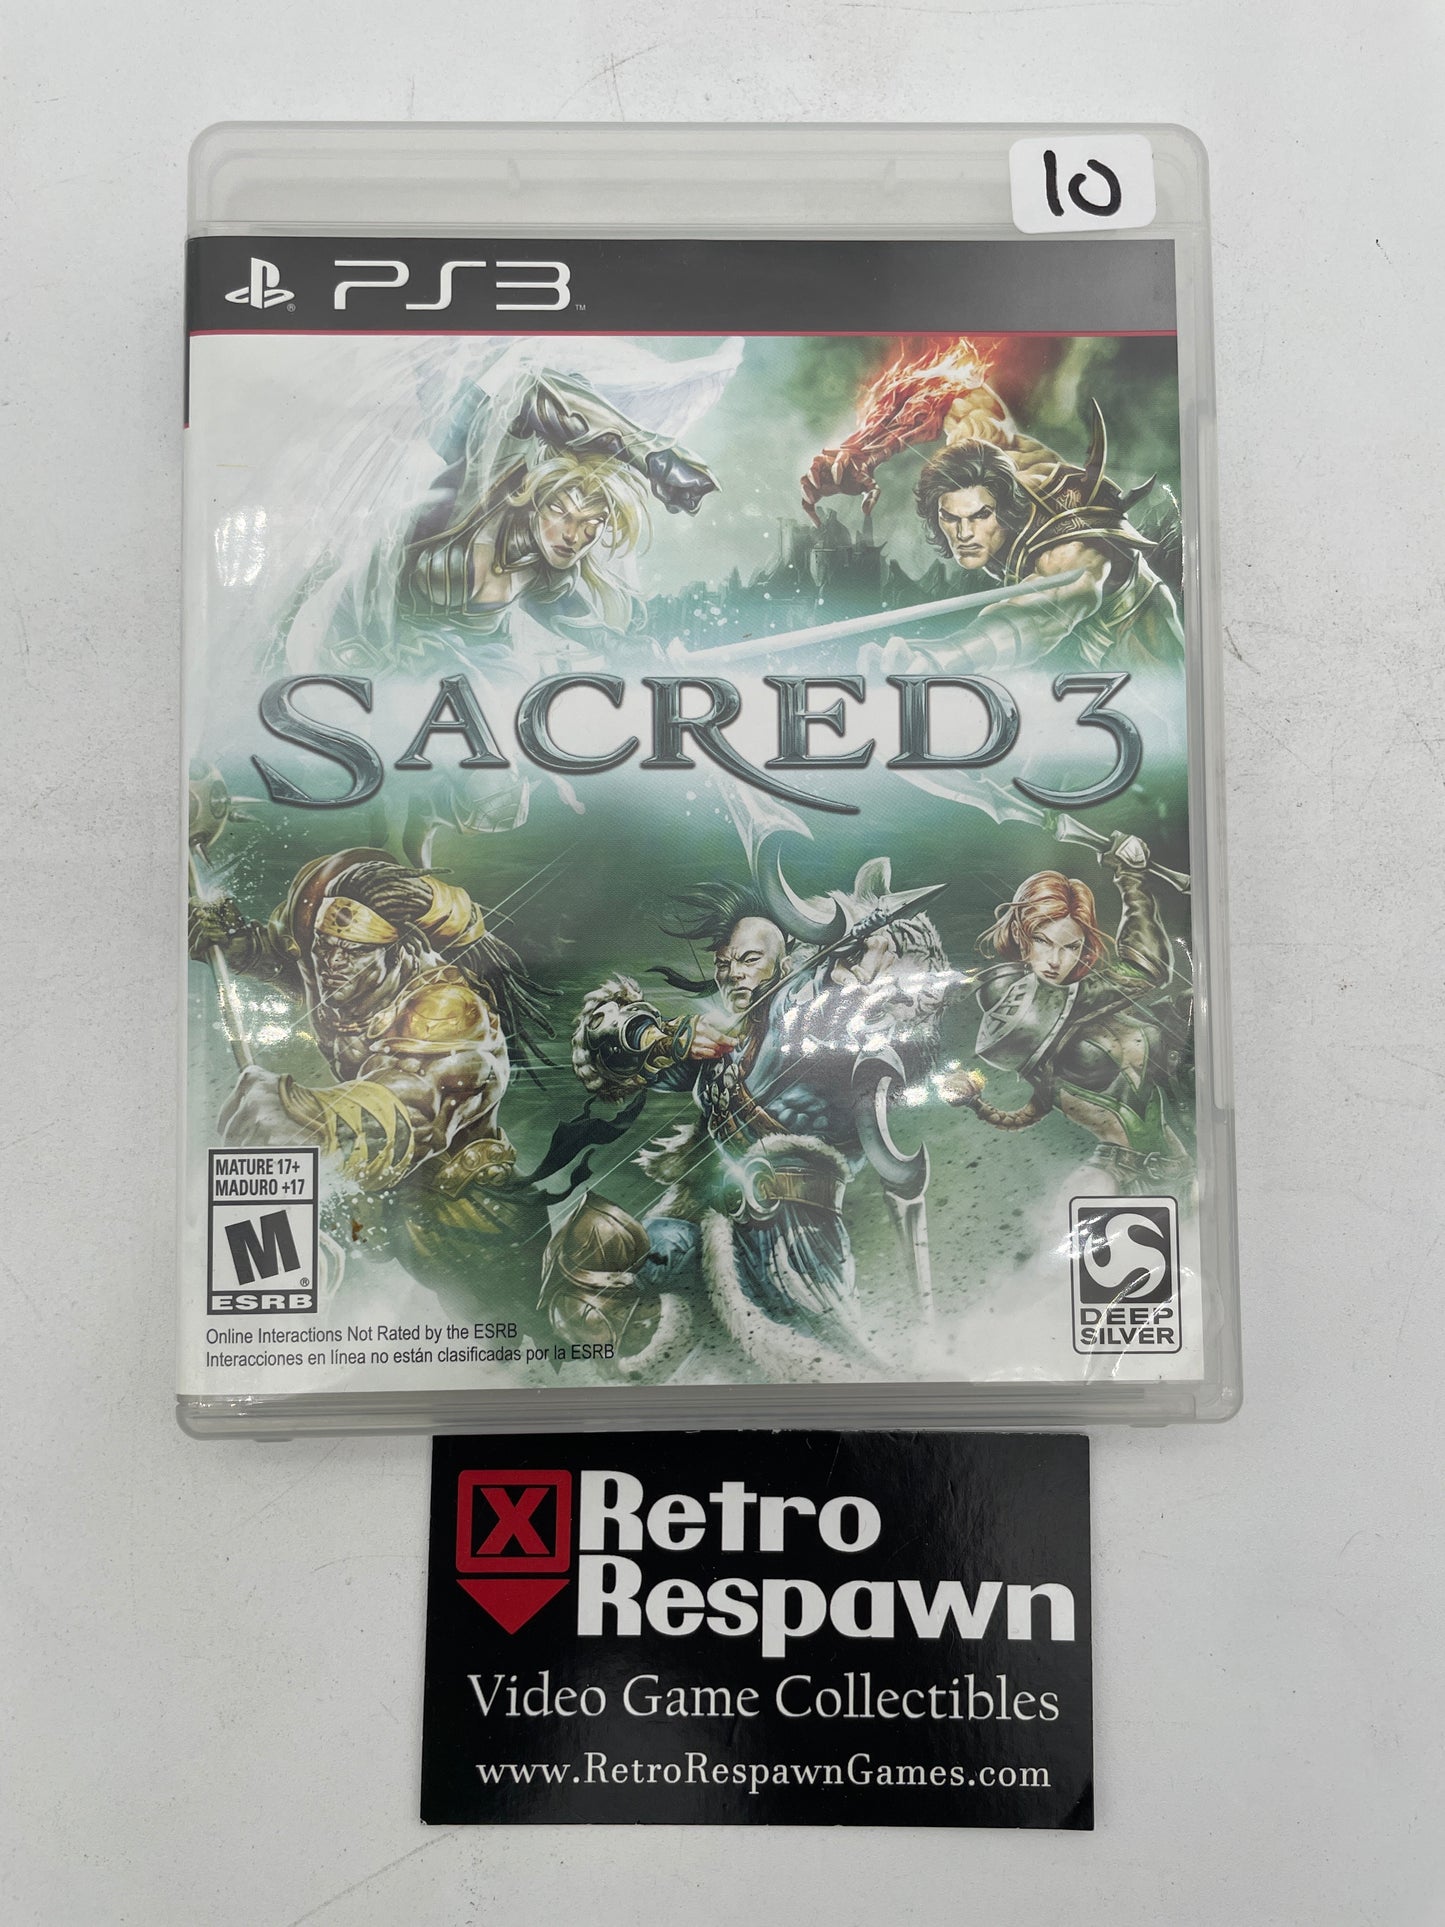 10
PS3™
SACRED 3
MATURE 17+
MADURO +17
M
®
ESRB
Online Interactions Not Rated by the ESRB
Interacciones en línea no están clasificadas por la ESRB
DEEP
SILVER
X Retro
Respawn
Video Game Collectibles
www.RetroRespawnGames.com